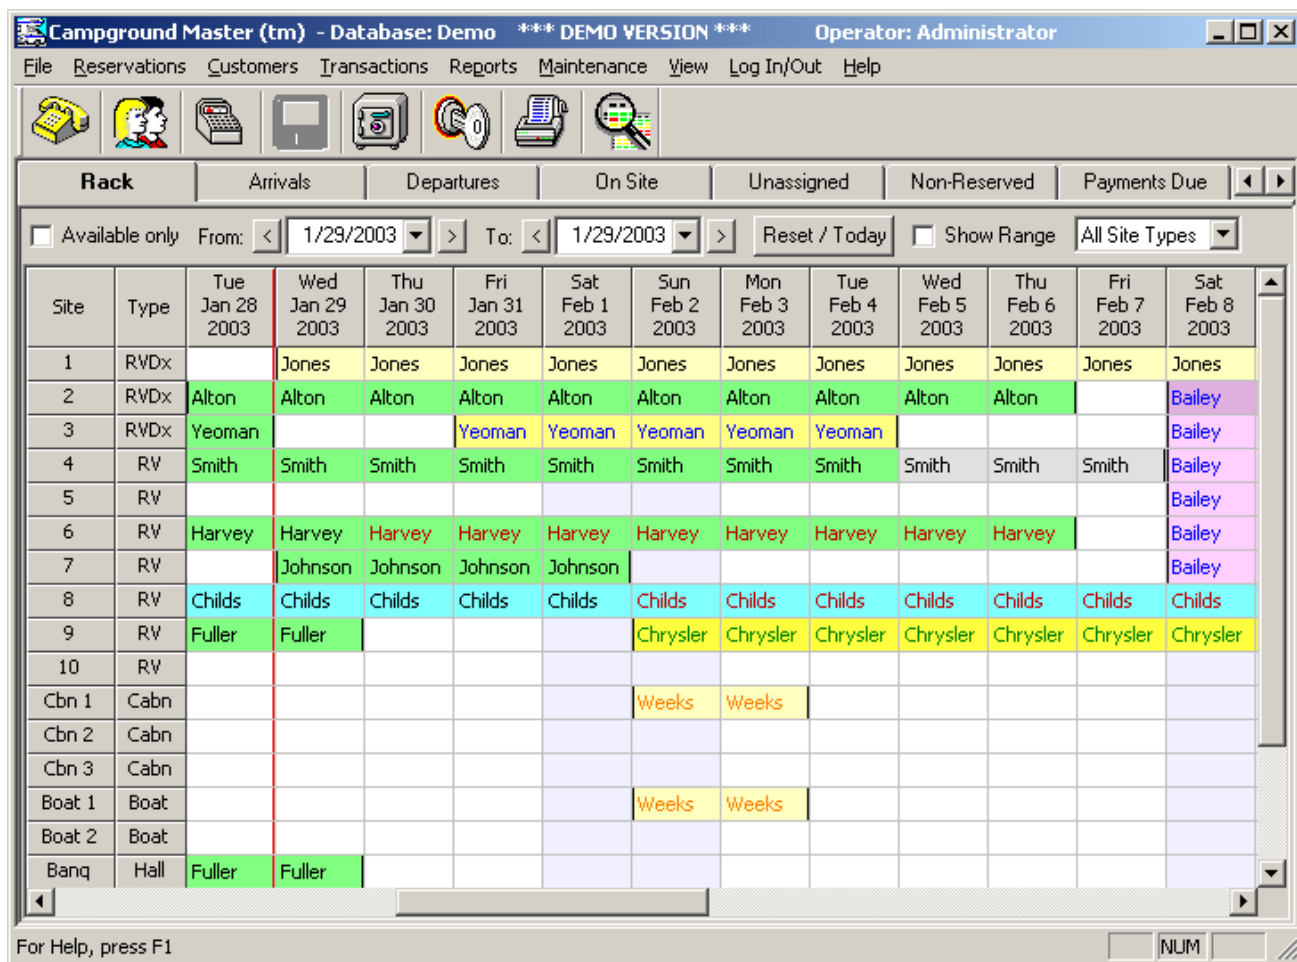 Campground Master (tm) - Database: Demo *** DEMO VERSION *** Operator: Administrator
File Reservations Customers Transactions Reports Maintenance View Log In/Out Help
Rack Arrivals Departures On Site Unassigned Non-Reserved Payments Due
Available only From: < 1/29/2003 > To: < 1/29/2003 > Reset / Today Show Range All Site Types
Site Type Tue Jan 28 2003 Wed Jan 29 2003 Thu Jan 30 2003 Fri Jan 31 2003 Sat Feb 1 2003 Sun Feb 2 2003 Mon Feb 3 2003 Tue Feb 4 2003 Wed Feb 5 2003 Thu Feb 6 2003 Fri Feb 7 2003 Sat Feb 8 2003
1 RVDx Jones Jones Jones Jones Jones Jones Jones Jones Jones Jones Jones
2 RVDx Alton Alton Alton Alton Alton Alton Alton Alton Alton Alton Bailey
3 RVDx Yeoman Yeoman Yeoman Yeoman Yeoman Yeoman Bailey
4 RV Smith Smith Smith Smith Smith Smith Smith Smith Smith Smith Smith Bailey
5 RV Bailey
6 RV Harvey Harvey Harvey Harvey Harvey Harvey Harvey Harvey Harvey Harvey Bailey
7 RV Johnson Johnson Johnson Johnson Bailey
8 RV Childs Childs Childs Childs Childs Childs Childs Childs Childs Childs Childs Childs
9 RV Fuller Fuller Chrysler Chrysler Chrysler Chrysler Chrysler Chrysler Chrysler
10 RV
Cbn 1 Cabn Weeks Weeks
Cbn 2 Cabn
Cbn 3 Cabn
Boat 1 Boat Weeks Weeks
Boat 2 Boat
Banq Hall Fuller Fuller
For Help, press F1 NUM